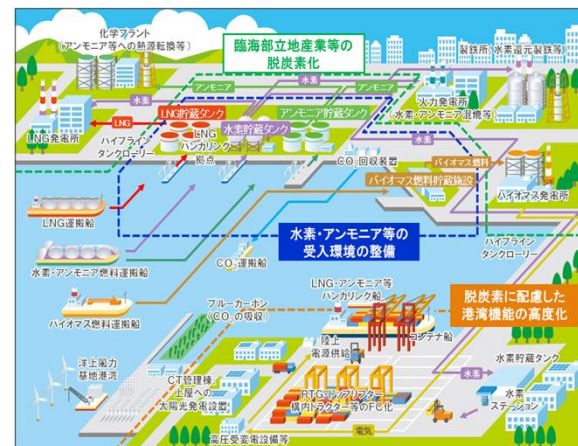 化学プラント
(アンモニア等への熱源転換等)
臨海部立地産業等の
脱炭素化
製鉄所(水素還元製鉄等)
アンモニア
アンモニア
水素
水素
火力発電所
(水素・アンモニア混焼等)
LNG
LNG貯蔵タンク
アンモニア貯蔵タンク
水素貯蔵タンク
LNG発電所
パイプライン
タンクローリー
LNG
バンカリング
拠点
水素
CO₂回収装置
バイオマス燃料
バイオマス燃料貯蔵施設
バイオマス発電所
LNG運搬船
水素・アンモニア等の
受入環境の整備
パイプライン
タンクローリー
水素・アンモニア燃料運搬船
CO₂運搬船
バイオマス燃料運搬船
ブルーカーボン
(CO₂の吸収)
LNG・アンモニア等
バンカリング船
コンテナ船
脱炭素に配慮した
港湾機能の高度化
洋上風力
基地港湾
陸上
電源供給
水素
水素貯蔵タンク
CT管理棟、
上屋への
太陽光発電設置
RTG・トップリフター
構内トラクター等のFC化
水素
ステーション
高圧受変電設備等
電気